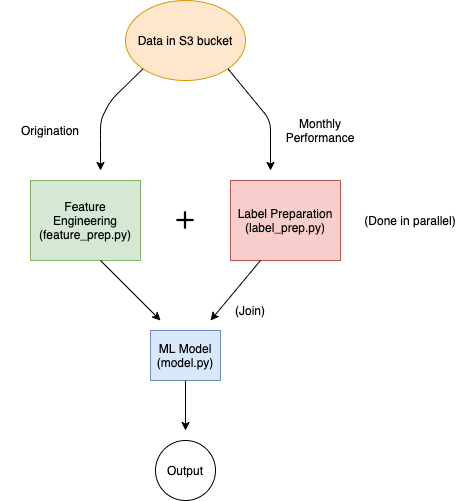 Data in S3 bucket
Origination
Monthly
Performance
Feature
Engineering
(feature_prep.py)
+
Label Preparation
(label_prep.py)
(Done in parallel)
(Join)
ML Model
(model.py)
Output